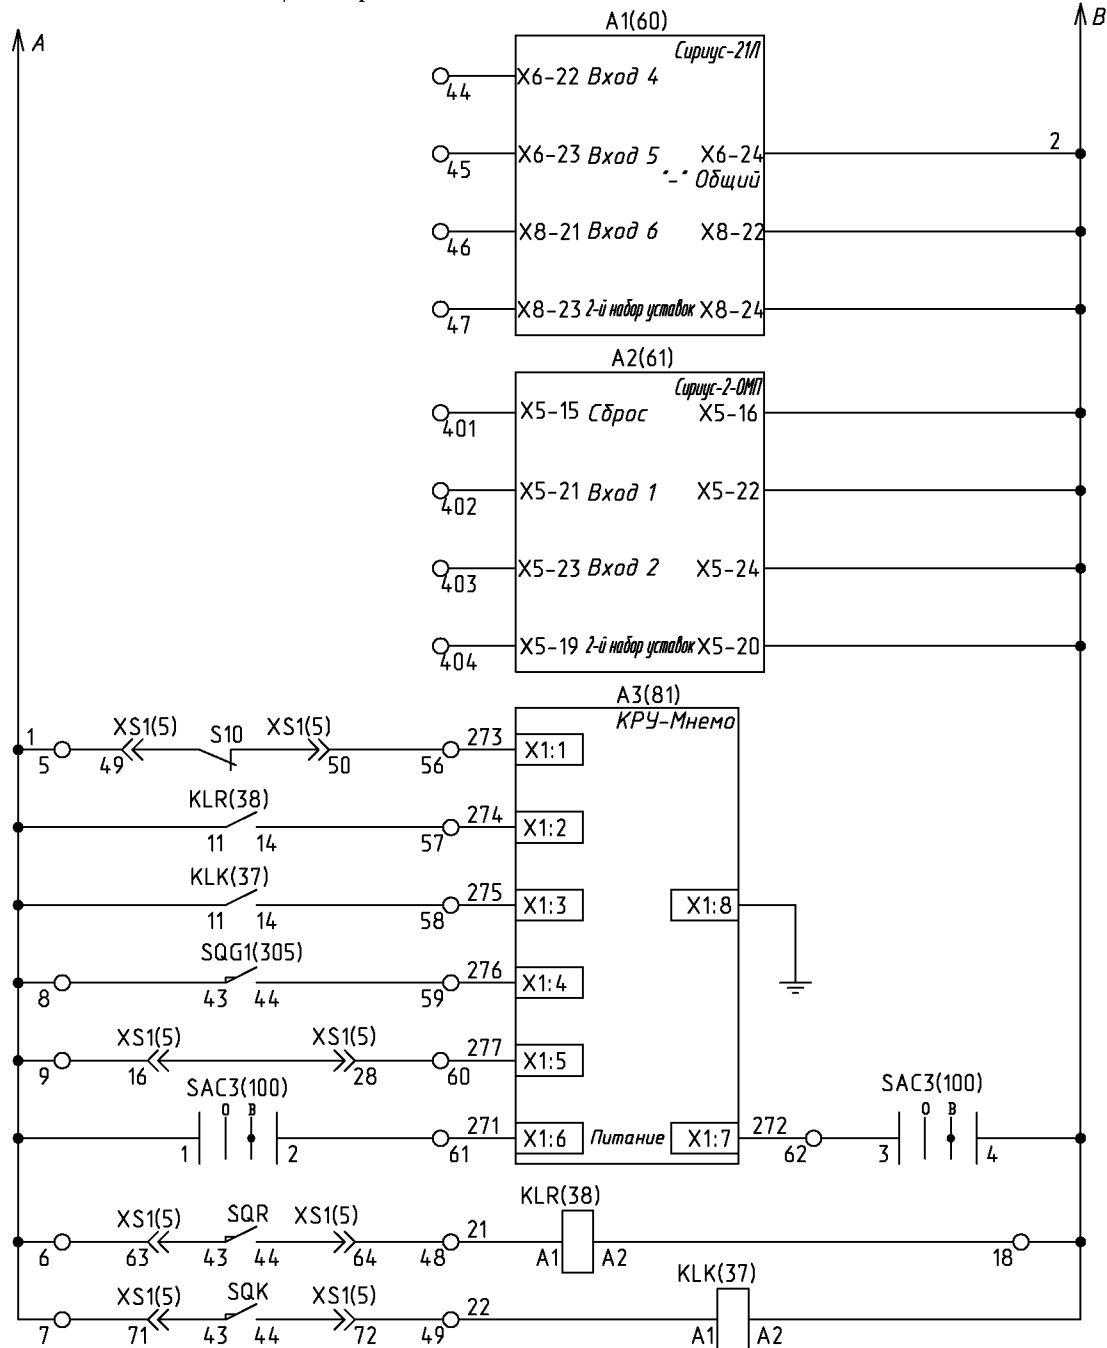 A
B
A1(60)
Сириус-21Л
44
X6-22 Вход 4
45
X6-23 Вход 5
X6-24
2
"-" Общий
46
X8-21 Вход 6
X8-22
47
X8-23 2-й набор уставок X8-24
A2(61)
Сириус-2-ОМП
401
X5-15 Сброс
X5-16
402
X5-21 Вход 1
X5-22
403
X5-23 Вход 2
X5-24
404
X5-19 2-й набор уставок X5-20
A3(81)
КРУ-Мнемо
1
XS1(5)
S10
XS1(5)
273
X1:1
5
49
50
56
KLR(38)
274
X1:2
11
14
57
KLK(37)
275
X1:3
X1:8
11
14
58
SQG1(305)
276
X1:4
8
43
44
59
XS1(5)
XS1(5)
277
X1:5
9
16
28
60
SAC3(100)
SAC3(100)
О В
О В
271
X1:6 Питание X1:7
272
1
2
61
62
3
4
KLR(38)
XS1(5)
SQR
XS1(5)
21
6
63
43
44
64
48
A1
A2
18
KLK(37)
XS1(5)
SQK
XS1(5)
22
7
71
43
44
72
49
A1
A2